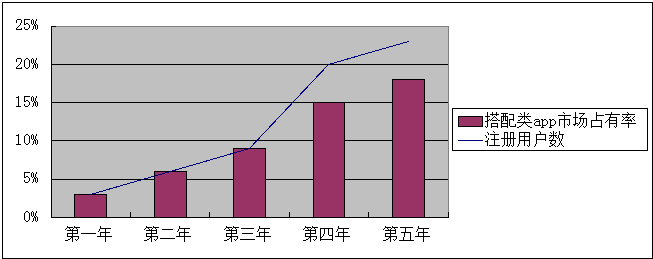 25%
20%
15%
10%
5%
0%
第一年 第二年 第三年 第四年 第五年
搭配类app市场占有率
注册用户数